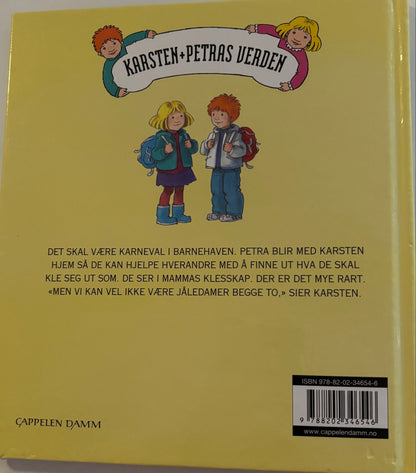 KARSTEN+PETRAS VERDEN
DET SKAL VÆRE KARNEVAL I BARNEHAVEN. PETRA BLIR MED KARSTEN
HJEM SÅ DE KAN HJELPE HVERANDRE MED Å FINNE UT HVA DE SKAL
KLE SEG UT SOM. DE SER I MAMMAS KLESSKAP. DER ER DET MYE RART.
«MEN VI KAN VEL IKKE VÆRE JÅLEDAMER BEGGE TO,» SIER KARSTEN.
ISBN 978-82-02-34654-6
9 788202 346546
www.cappelendamm.no
CAPPELEN DAMM